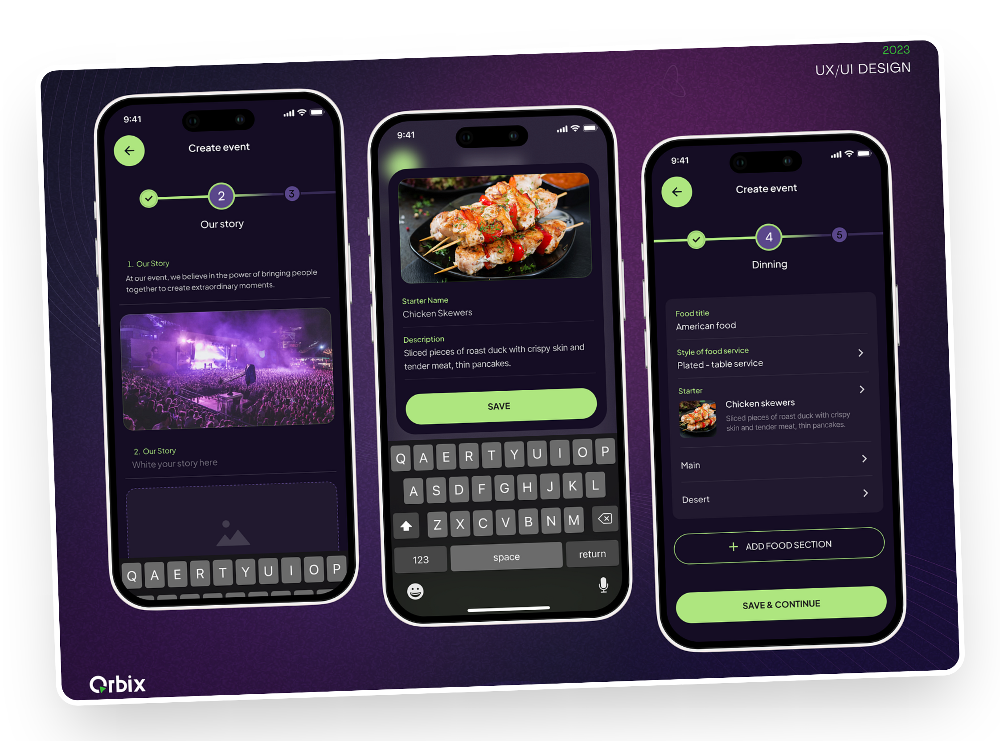 2023
UX/UI DESIGN
9:41
Create event
2
3
Our story
1. Our Story
At our event, we believe in the power of bringing people
together to create extraordinary moments.
2. Our Story
White your story here
Q A E R T Y U I O P
9:41
Starter Name
Chicken Skewers
Description
Sliced pieces of roast duck with crispy skin and
tender meat, thin pancakes.
SAVE
Q A E R T Y U I O P
A S D F G H J K L
Z X C V B N M
123 space return
9:41
Create event
4
5
Dinning
Food title
American food
Style of food service
Plated - table service
Starter
Chicken skewers
Sliced pieces of roast duck with crispy
skin and tender meat, thin pancakes.
Main
Desert
+ ADD FOOD SECTION
SAVE & CONTINUE
Orbix